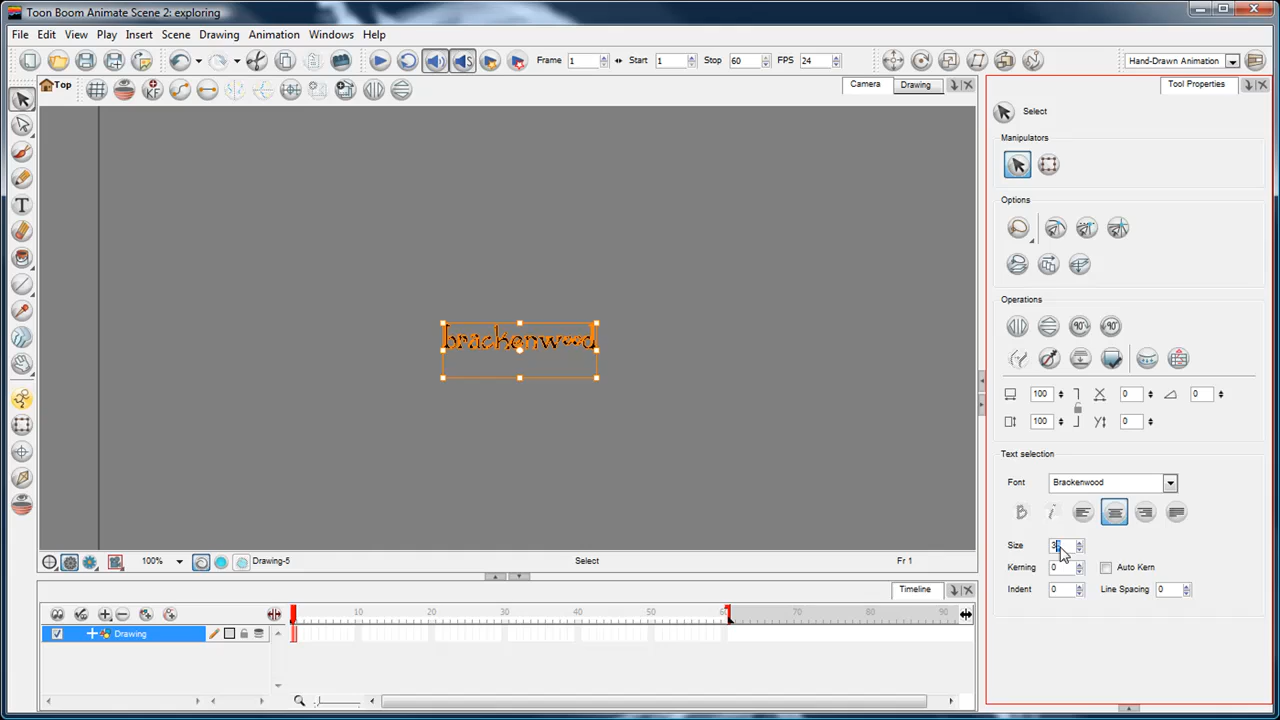 Toon Boom Animate Scene 2: exploring
File Edit View Play Insert Scene Drawing Animation Windows Help
Frame 1 Start 1 Stop 60 FPS 24 Hand-Drawn Animation
Top Camera Drawing Tool Properties
Select
Manipulators
Options
Operations
100 0 0
100 0
brackenwood
Text selection
Font Brackenwood
Size
Kerning 0 Auto Kern
Indent 0 Line Spacing 0
100% Drawing-5 Select Fr 1
Timeline
10 20 30 40 50 60 70 80 90
Drawing